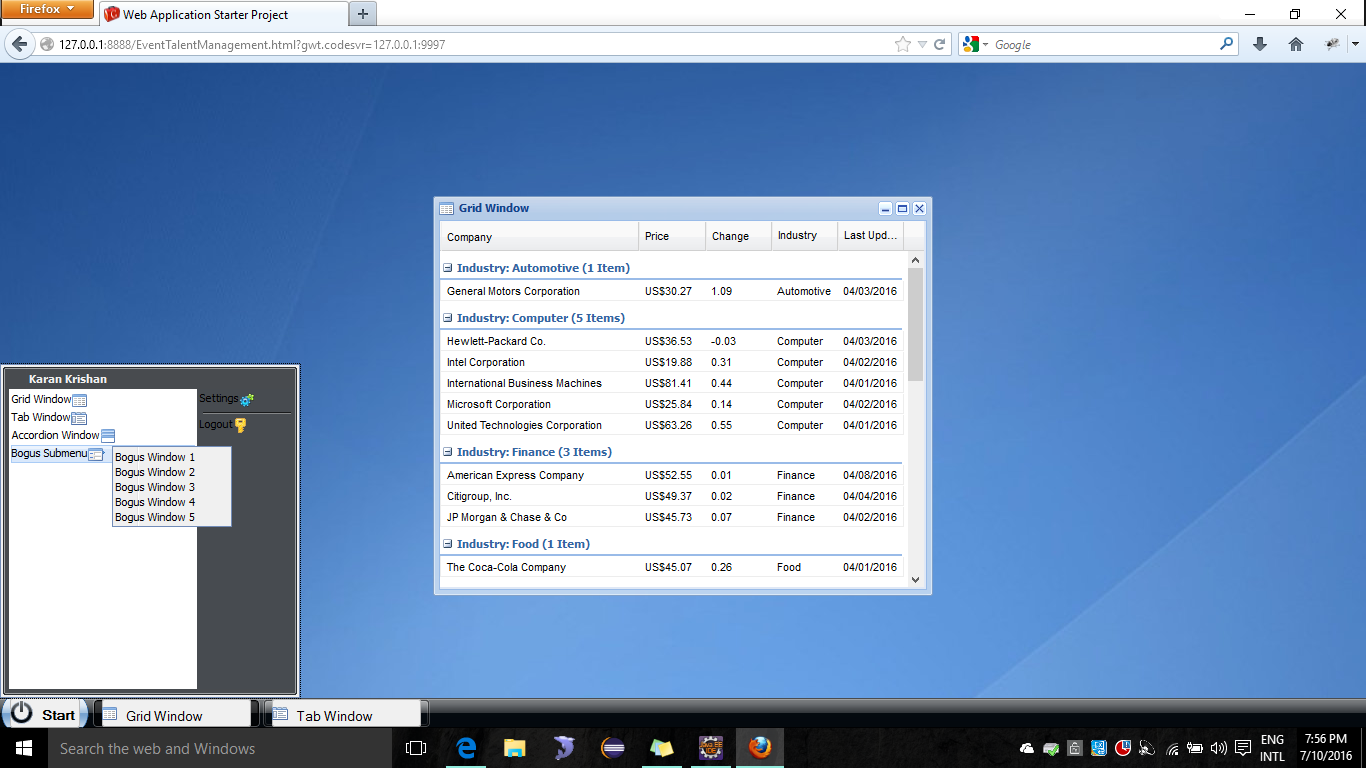 Firefox
Web Application Starter Project
127.0.0.1:8888/EventTalentManagement.html?gwt.codesvr=127.0.0.1:9997
Google
Grid Window
Company Price Change Industry Last Upd...
Industry: Automotive (1 Item)
General Motors Corporation US$30.27 1.09 Automotive 04/03/2016
Industry: Computer (5 Items)
Hewlett-Packard Co. US$36.53 -0.03 Computer 04/03/2016
Intel Corporation US$19.88 0.31 Computer 04/02/2016
International Business Machines US$81.41 0.44 Computer 04/01/2016
Microsoft Corporation US$25.84 0.14 Computer 04/02/2016
United Technologies Corporation US$63.26 0.55 Computer 04/01/2016
Industry: Finance (3 Items)
American Express Company US$52.55 0.01 Finance 04/08/2016
Citigroup, Inc. US$49.37 0.02 Finance 04/04/2016
JP Morgan & Chase & Co US$45.73 0.07 Finance 04/02/2016
Industry: Food (1 Item)
The Coca-Cola Company US$45.07 0.26 Food 04/01/2016
Karan Krishan
Grid Window
Tab Window
Accordion Window
Bogus Submenu
Settings
Logout
Bogus Window 1
Bogus Window 2
Bogus Window 3
Bogus Window 4
Bogus Window 5
Start
Grid Window
Tab Window
Search the web and Windows
ENG
INTL
7:56 PM
7/10/2016